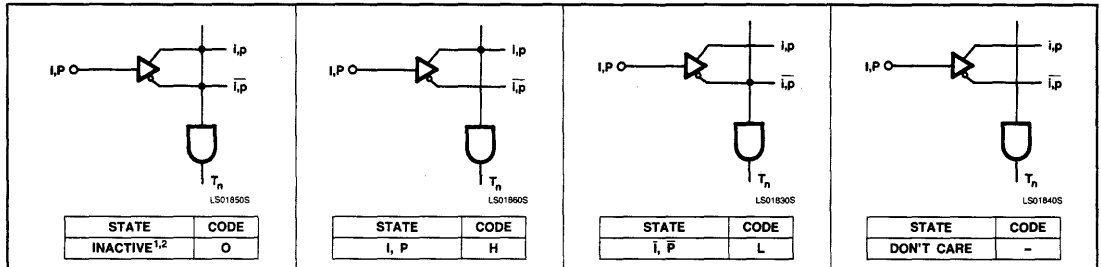 I,P i,p i̅,p̅
Tn
LS01850S
STATE CODE
INACTIVE1,2 O
I,P i,p i̅,p̅
Tn
LS01860S
STATE CODE
I, P H
I,P i,p i̅,p̅
Tn
LS01830S
STATE CODE
I̅, P̅ L
I,P i,p i̅,p̅
Tn
LS01840S
STATE CODE
DON'T CARE –